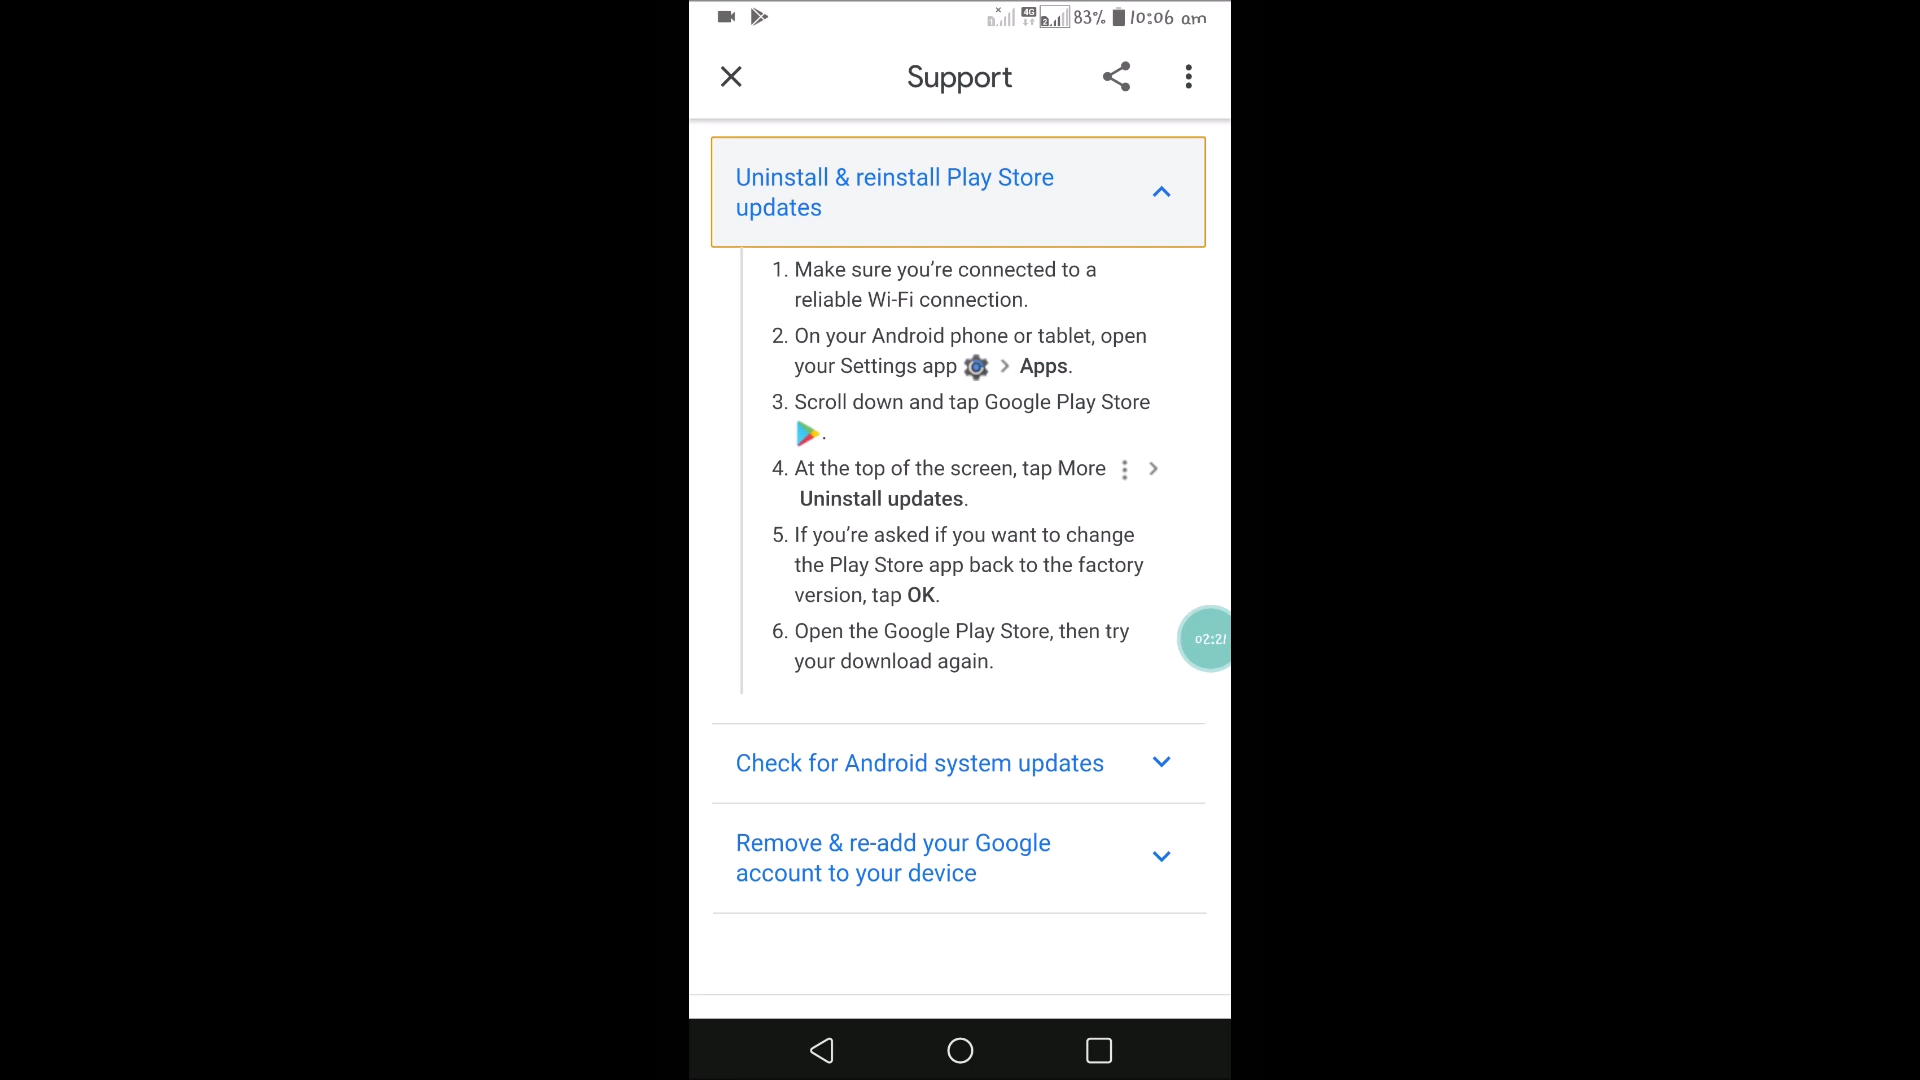 4G
2
83% 10:06 am
Support
Uninstall & reinstall Play Store
updates
1. Make sure you’re connected to a
reliable Wi-Fi connection.
2. On your Android phone or tablet, open
your Settings app > Apps.
3. Scroll down and tap Google Play Store
.
4. At the top of the screen, tap More >
Uninstall updates.
5. If you’re asked if you want to change
the Play Store app back to the factory
version, tap OK.
6. Open the Google Play Store, then try
your download again.
02:21
Check for Android system updates
Remove & re-add your Google
account to your device